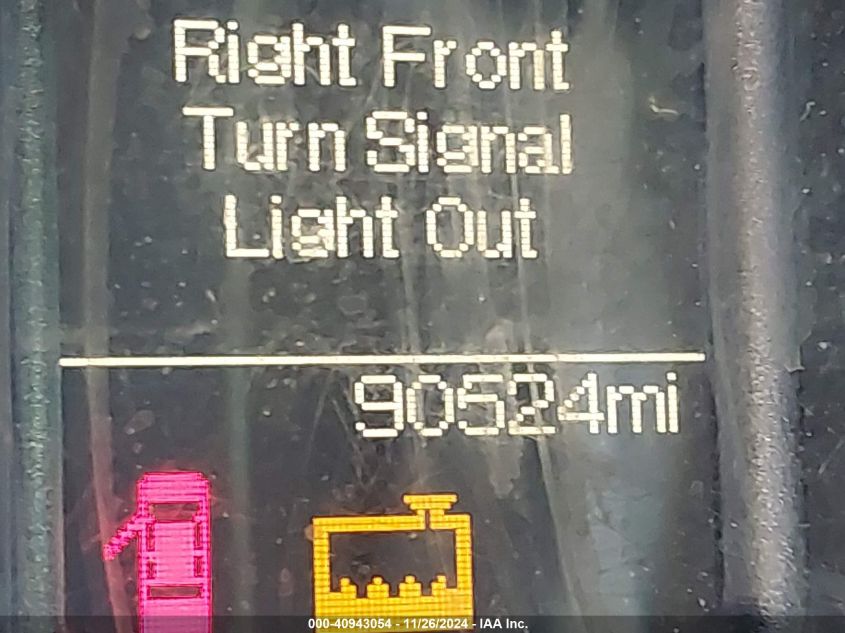 Right Front
Turn Signal
Light Out
90524mi
000-40943054 - 11/26/2024 - IAA Inc.